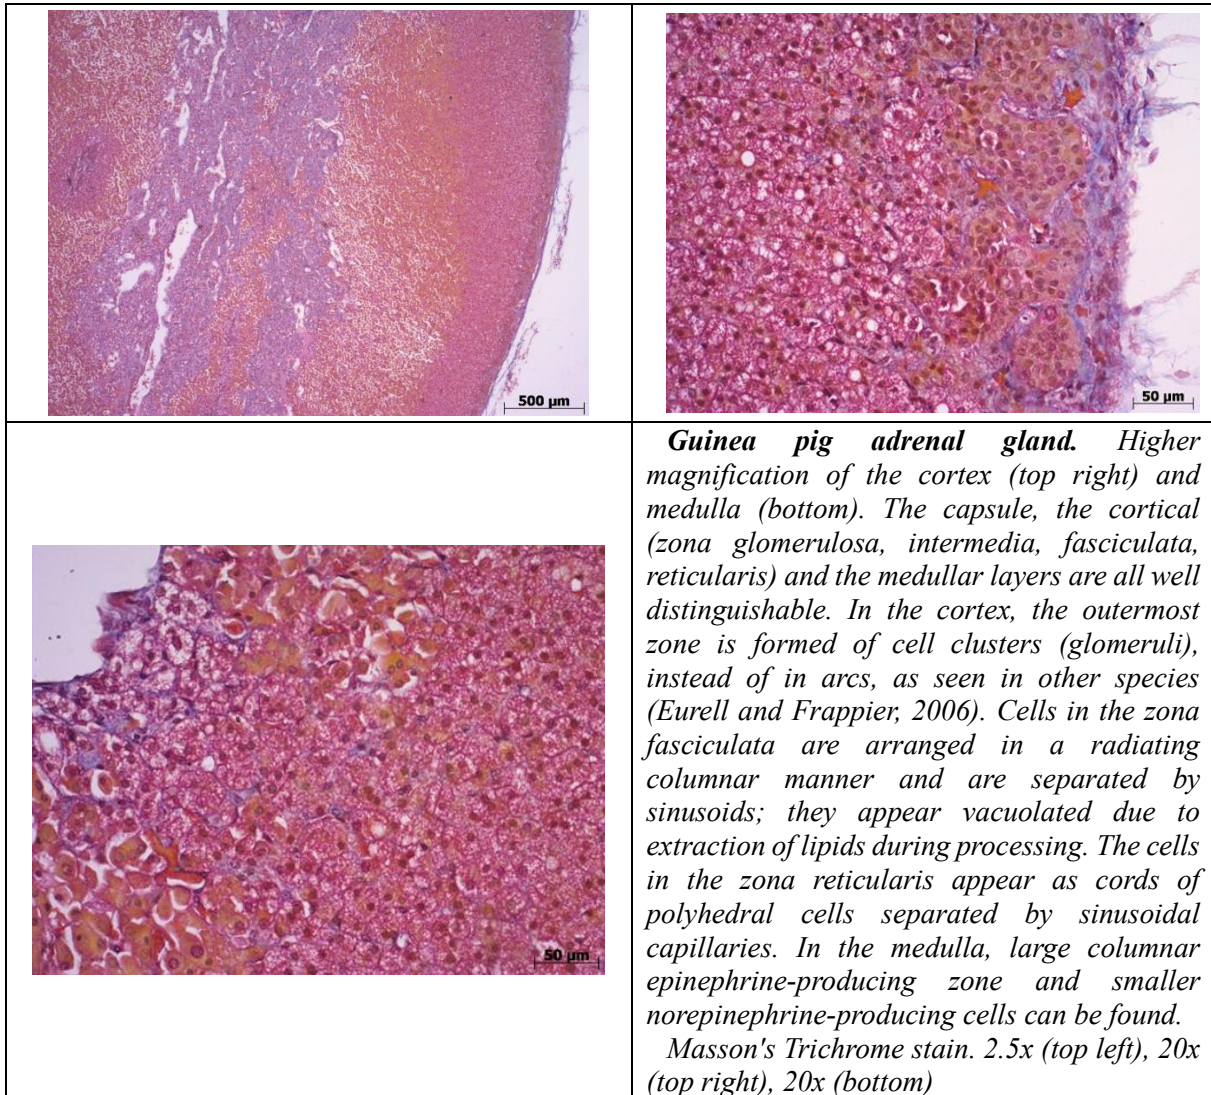 500 µm
50 µm
Guinea pig adrenal gland. Higher
magnification of the cortex (top right) and
medulla (bottom). The capsule, the cortical
(zona glomerulosa, intermedia, fasciculata,
reticularis) and the medullar layers are all well
distinguishable. In the cortex, the outermost
zone is formed of cell clusters (glomeruli),
instead of in arcs, as seen in other species
(Eurell and Frappier, 2006). Cells in the zona
fasciculata are arranged in a radiating
columnar manner and are separated by
sinusoids; they appear vacuolated due to
extraction of lipids during processing. The cells
in the zona reticularis appear as cords of
polyhedral cells separated by sinusoidal
capillaries. In the medulla, large columnar
epinephrine-producing zone and smaller
norepinephrine-producing cells can be found.
Masson's Trichrome stain. 2.5x (top left), 20x
(top right), 20x (bottom)
50 µm